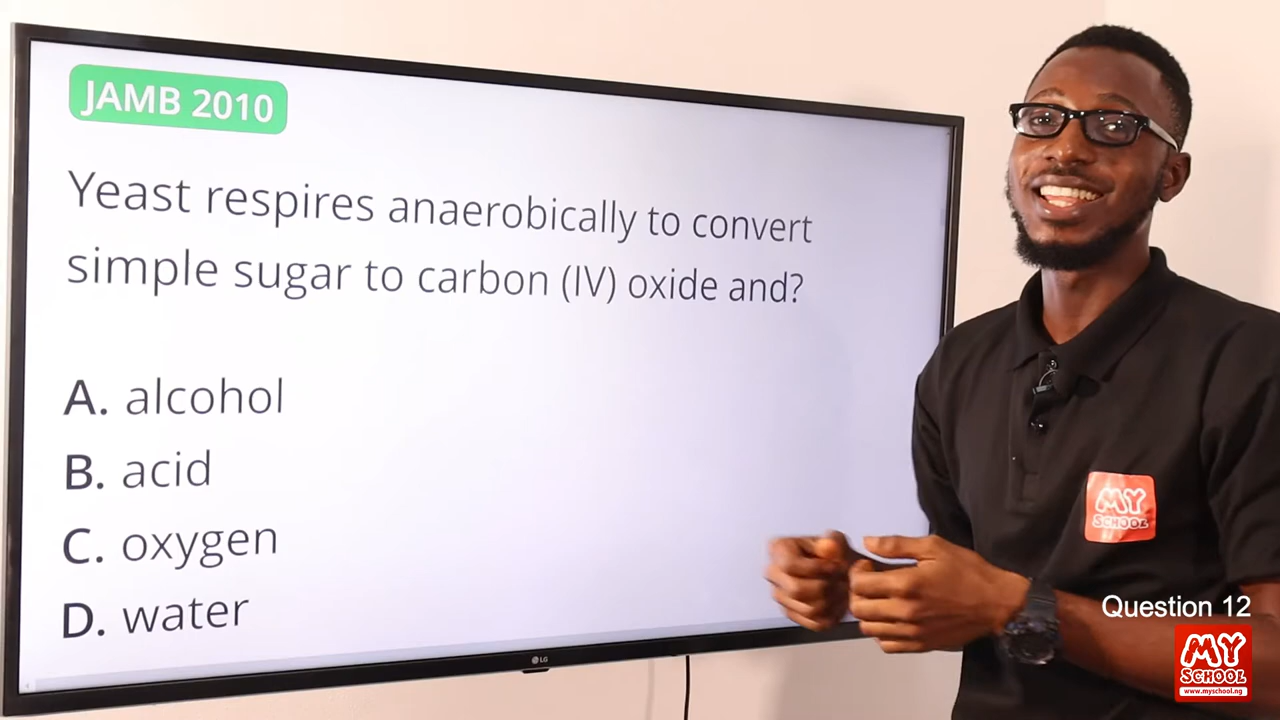 JAMB 2010
Yeast respires anaerobically to convert
simple sugar to carbon (IV) oxide and?
A. alcohol
B. acid
C. oxygen
D. water
LG
MY
SCHOOL
Question 12
MY
SCHOOL
www.myschool.ng